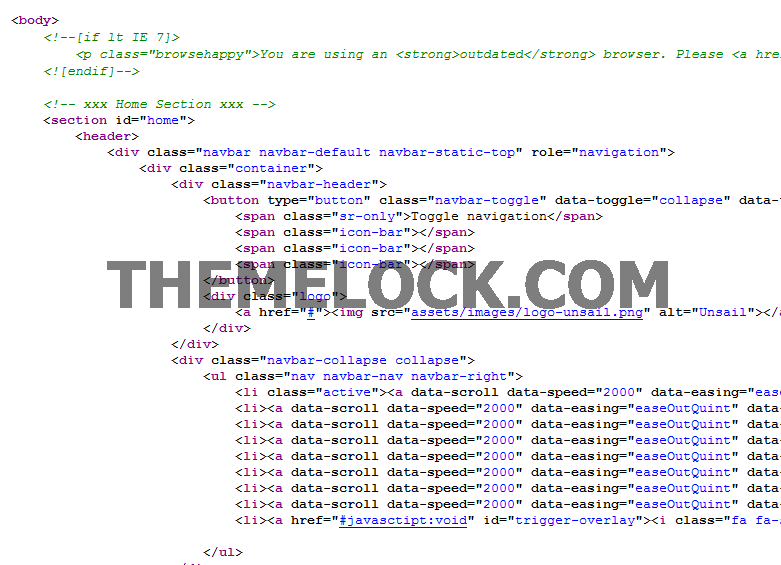 <body>
<!--[if lt IE 7]>
<p class="browsehappy">You are using an <strong>outdated</strong> browser. Please <a hre
<![endif]-->
<!-- xxx Home Section xxx -->
<section id="home">
<header>
<div class="navbar navbar-default navbar-static-top" role="navigation">
<div class="container">
<div class="navbar-header">
<button type="button" class="navbar-toggle" data-toggle="collapse" data-
<span class="sr-only">Toggle navigation</span>
<span class="icon-bar"></span>
<span class="icon-bar"></span>
<span class="icon-bar"></span>
</button>
THEMELOCK.COM
<div class="logo">
<a href="#"><img src="assets/images/logo-unsail.png" alt="Unsail"></a
</div>
</div>
<div class="navbar-collapse collapse">
<ul class="nav navbar-nav navbar-right">
<li class="active"><a data-scroll data-speed="2000" data-easing="ease
<li><a data-scroll data-speed="2000" data-easing="easeOutQuint" data-
<li><a data-scroll data-speed="2000" data-easing="easeOutQuint" data-
<li><a data-scroll data-speed="2000" data-easing="easeOutQuint" data-
<li><a data-scroll data-speed="2000" data-easing="easeOutQuint" data-
<li><a data-scroll data-speed="2000" data-easing="easeOutQuint" data-
<li><a data-scroll data-speed="2000" data-easing="easeOutQuint" data-
<li><a data-scroll data-speed="2000" data-easing="easeOutQuint" data-
<li><a href="#javasctipt:void" id="trigger-overlay"><i class="fa fa-
</ul>